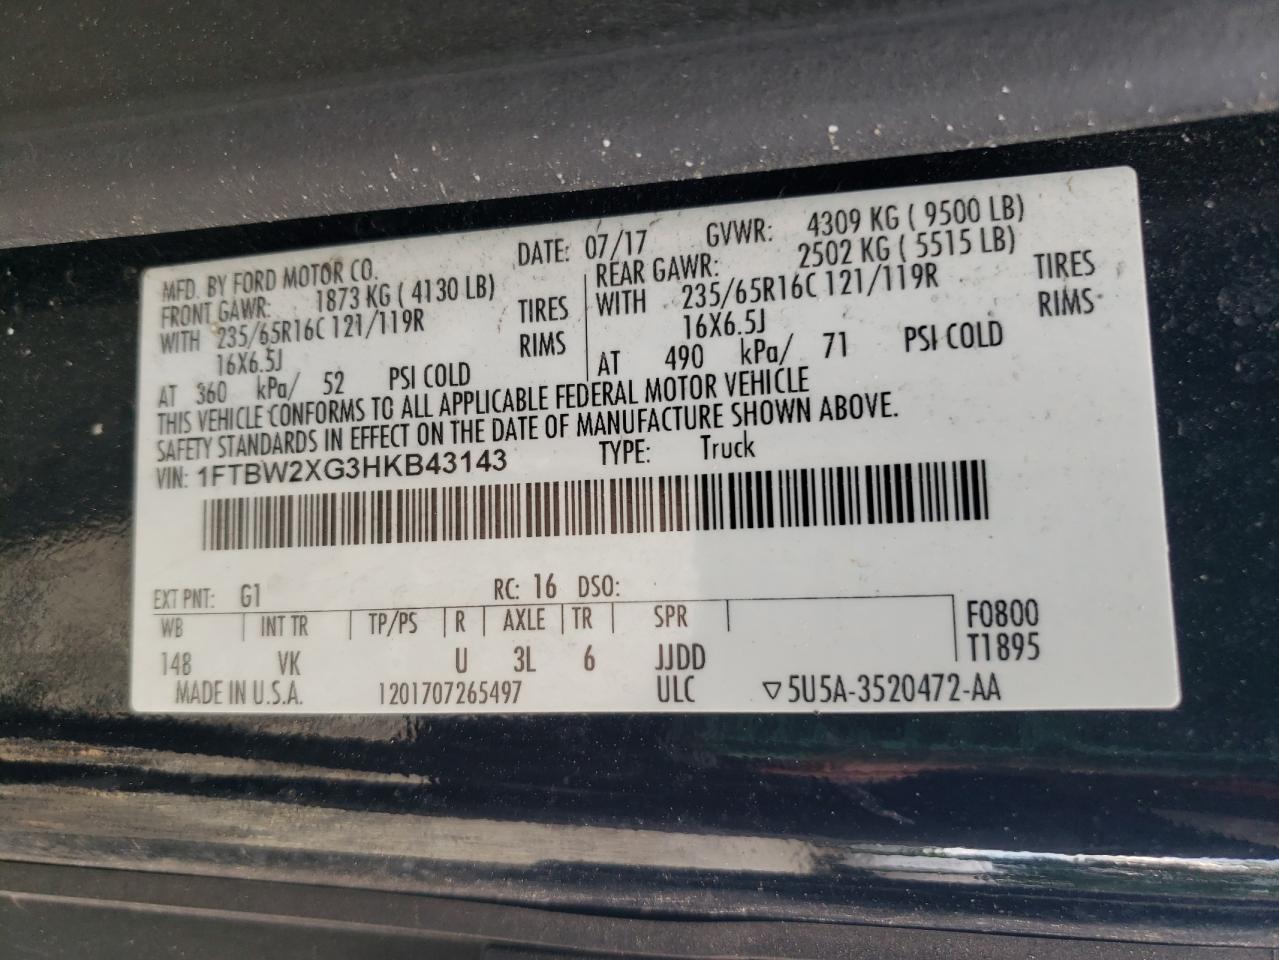 MFD. BY FORD MOTOR CO. DATE: 07/17 GVWR: 4309 KG ( 9500 LB)
FRONT GAWR: 1873 KG ( 4130 LB) REAR GAWR: 2502 KG ( 5515 LB)
WITH 235/65R16C 121/119R TIRES WITH 235/65R16C 121/119R TIRES
16X6.5J RIMS 16X6.5J RIMS
AT 360 kPa/ 52 PSI COLD AT 490 kPa/ 71 PSI COLD
THIS VEHICLE CONFORMS TO ALL APPLICABLE FEDERAL MOTOR VEHICLE
SAFETY STANDARDS IN EFFECT ON THE DATE OF MANUFACTURE SHOWN ABOVE.
VIN: 1FTBW2XG3HKB43143 TYPE: Truck
EXT PNT: G1 RC: 16 DSO:
WB INT TR TP/PS R AXLE TR SPR F0800
148 VK U 3L 6 JJDD T1895
MADE IN U.S.A. 1201707265497 ULC ▽5U5A-3520472-AA